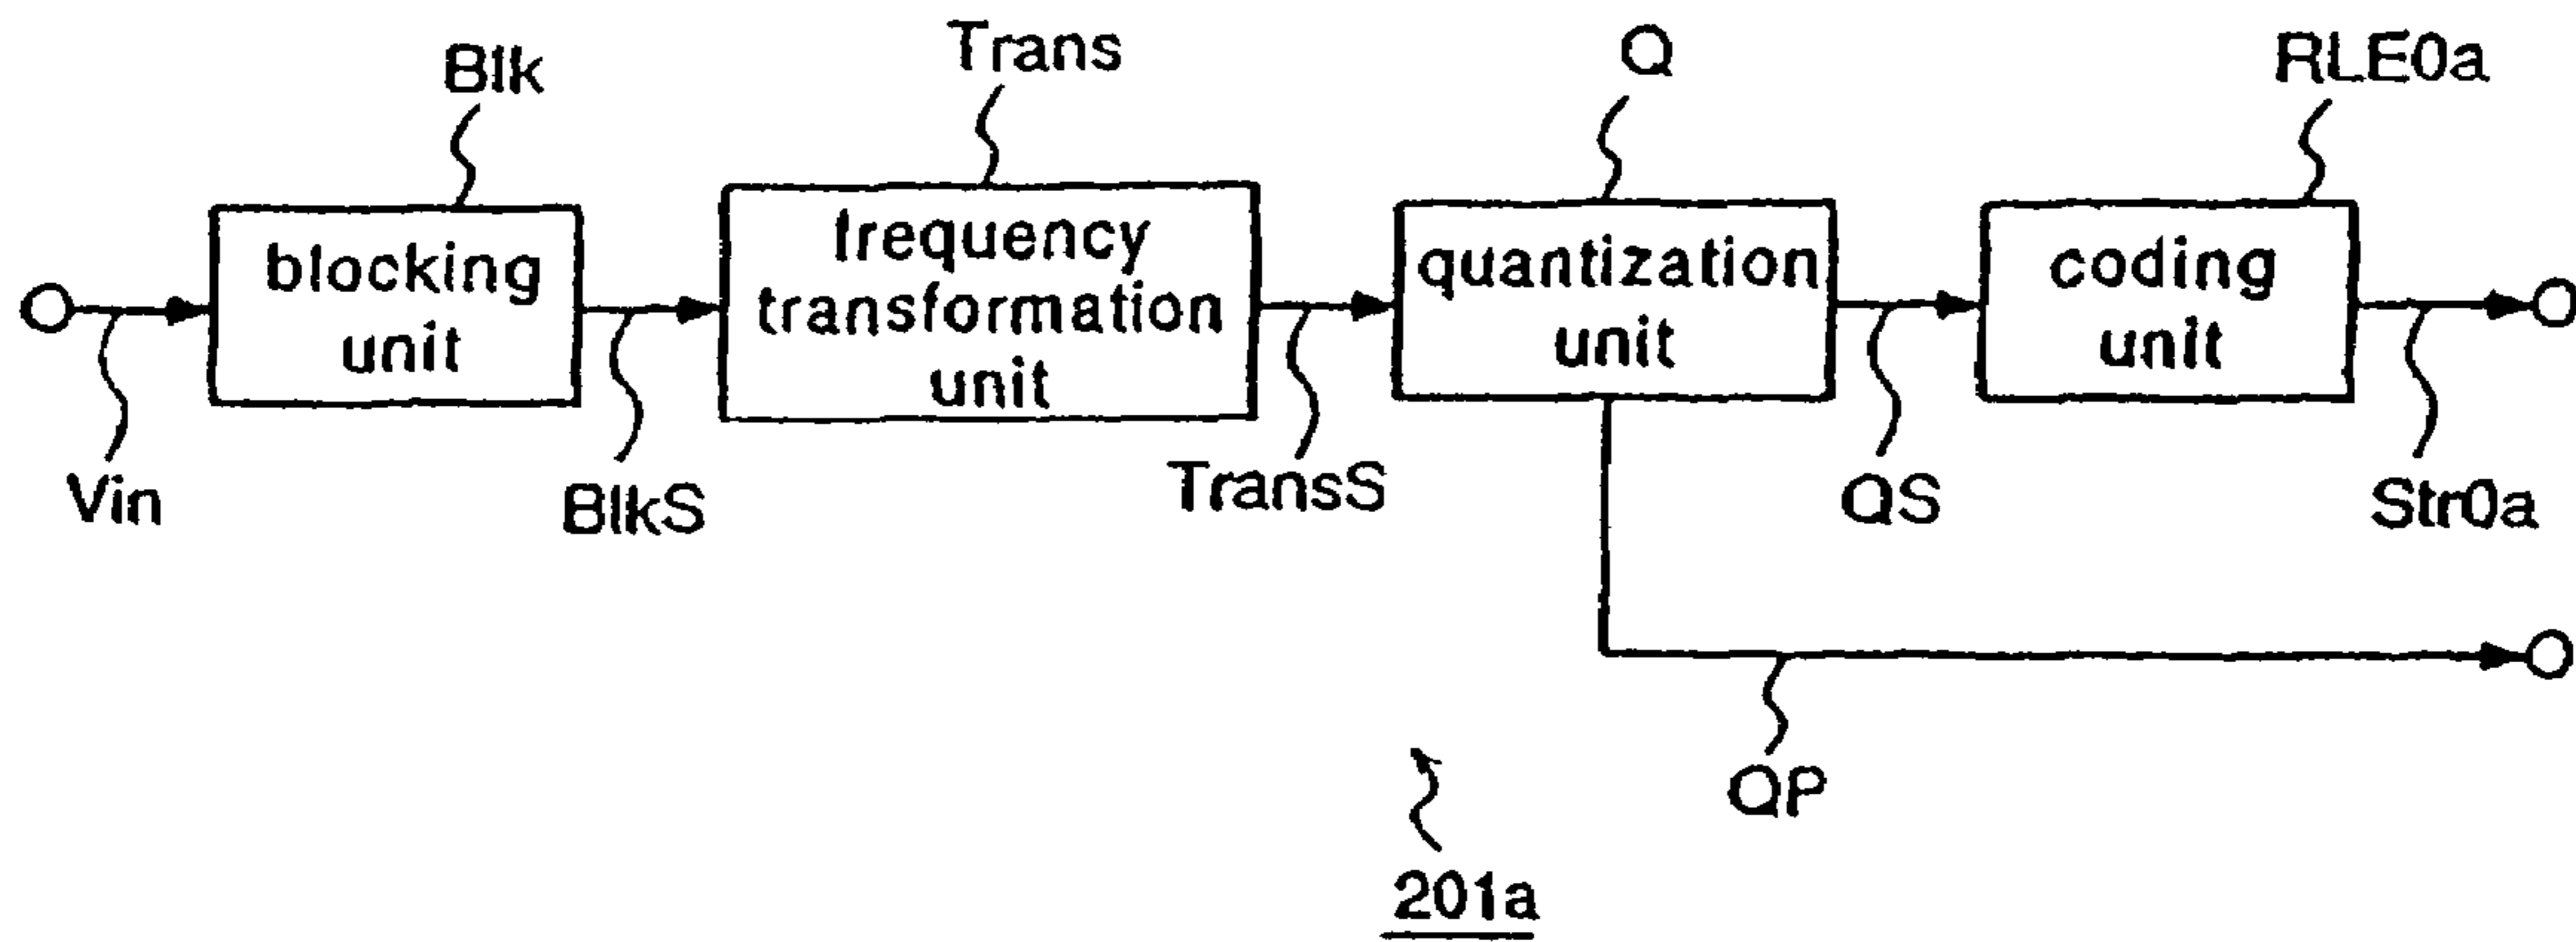 Blk
Trans
Q
RLE0a
blocking
unit
frequency
transformation
unit
quantization
unit
coding
unit
Vin
BlkS
TransS
QS
Str0a
QP
201a